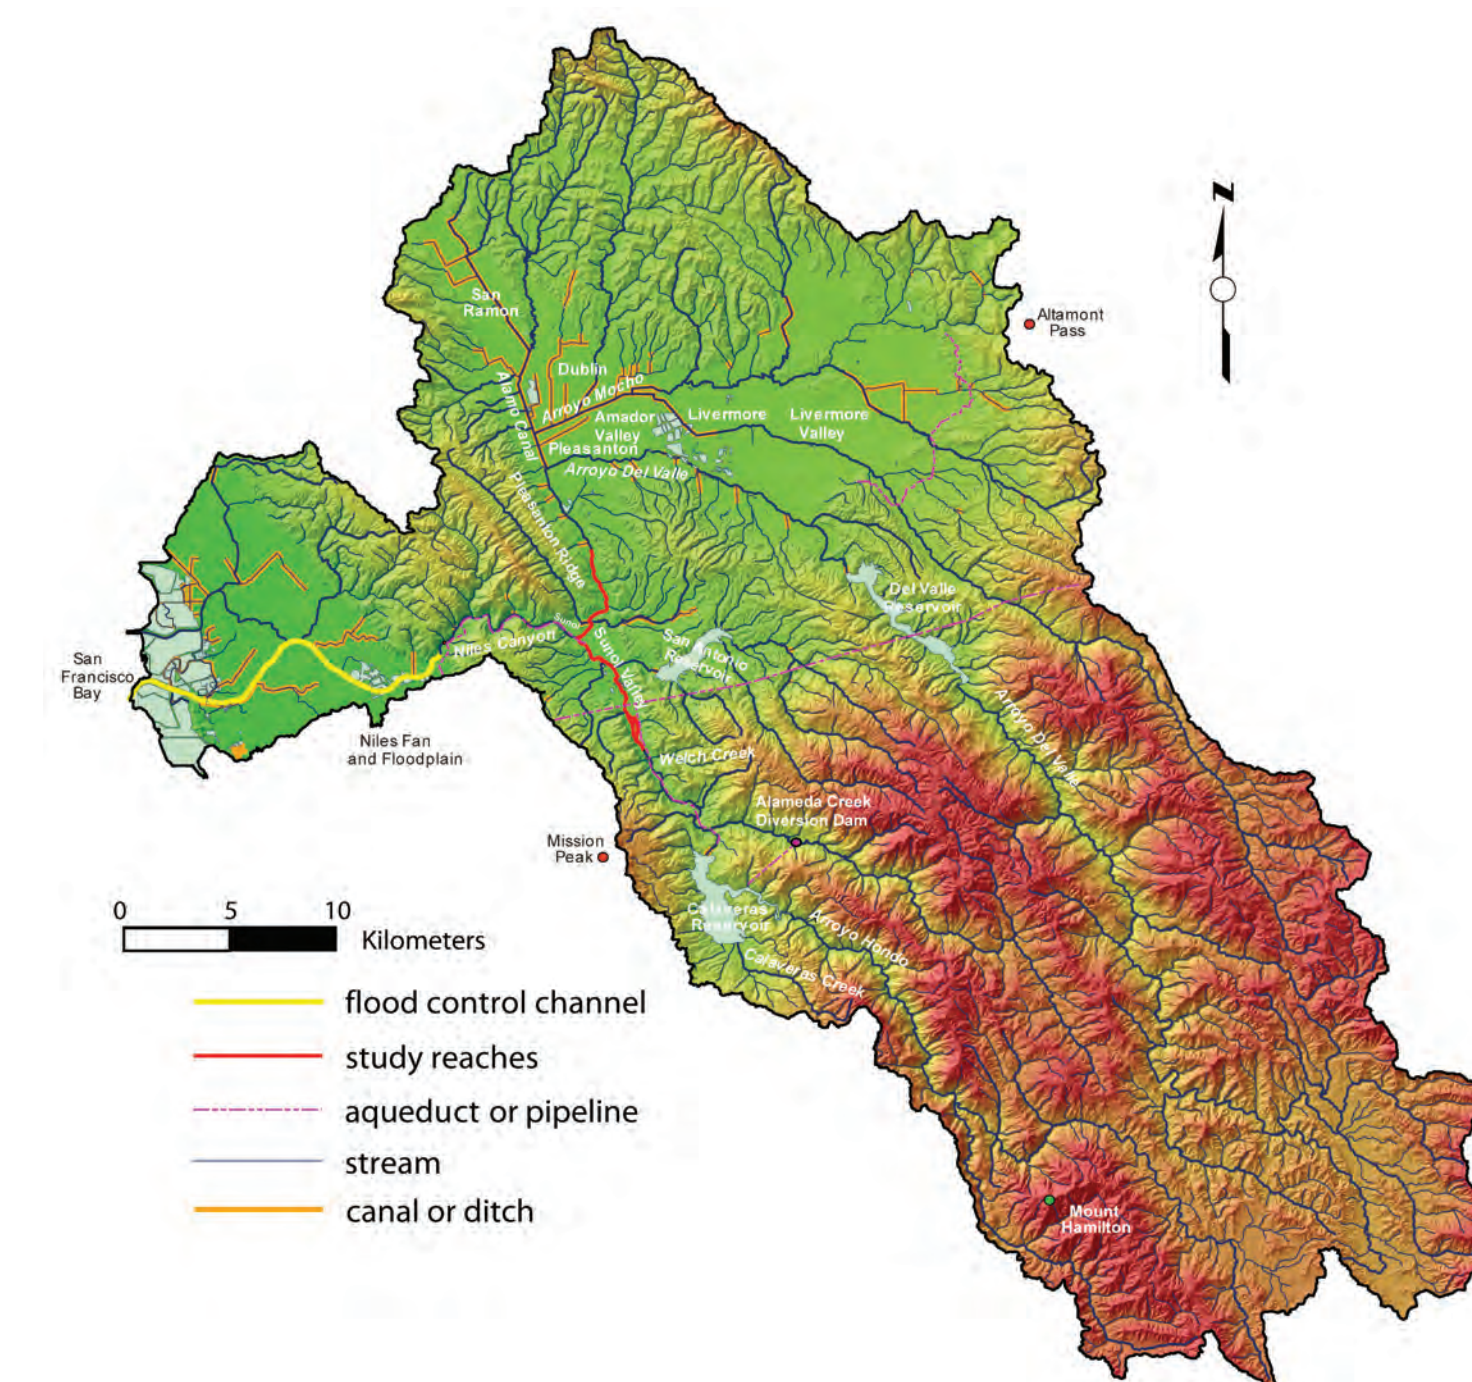 N
Altamont
Pass
San
Ramon
Dublin
Alamo Canal
Arroyo Mocho
Amador
Valley
Livermore
Livermore
Valley
Pleasanton
Arroyo Del Valle
Pleasanton Ridge
Del Valle
Reservoir
Sunol
Niles Canyon
Sunol Valley
San Antonio
Reservoir
San
Francisco
Bay
Niles Fan
and Floodplain
Arroyo Del Valle
Welch Creek
Alameda Creek
Diversion Dam
Mission
Peak
Calaveras
Reservoir
Arroyo Hondo
Calaveras Creek
0 5 10
Kilometers
flood control channel
study reaches
aqueduct or pipeline
stream
canal or ditch
Mount
Hamilton